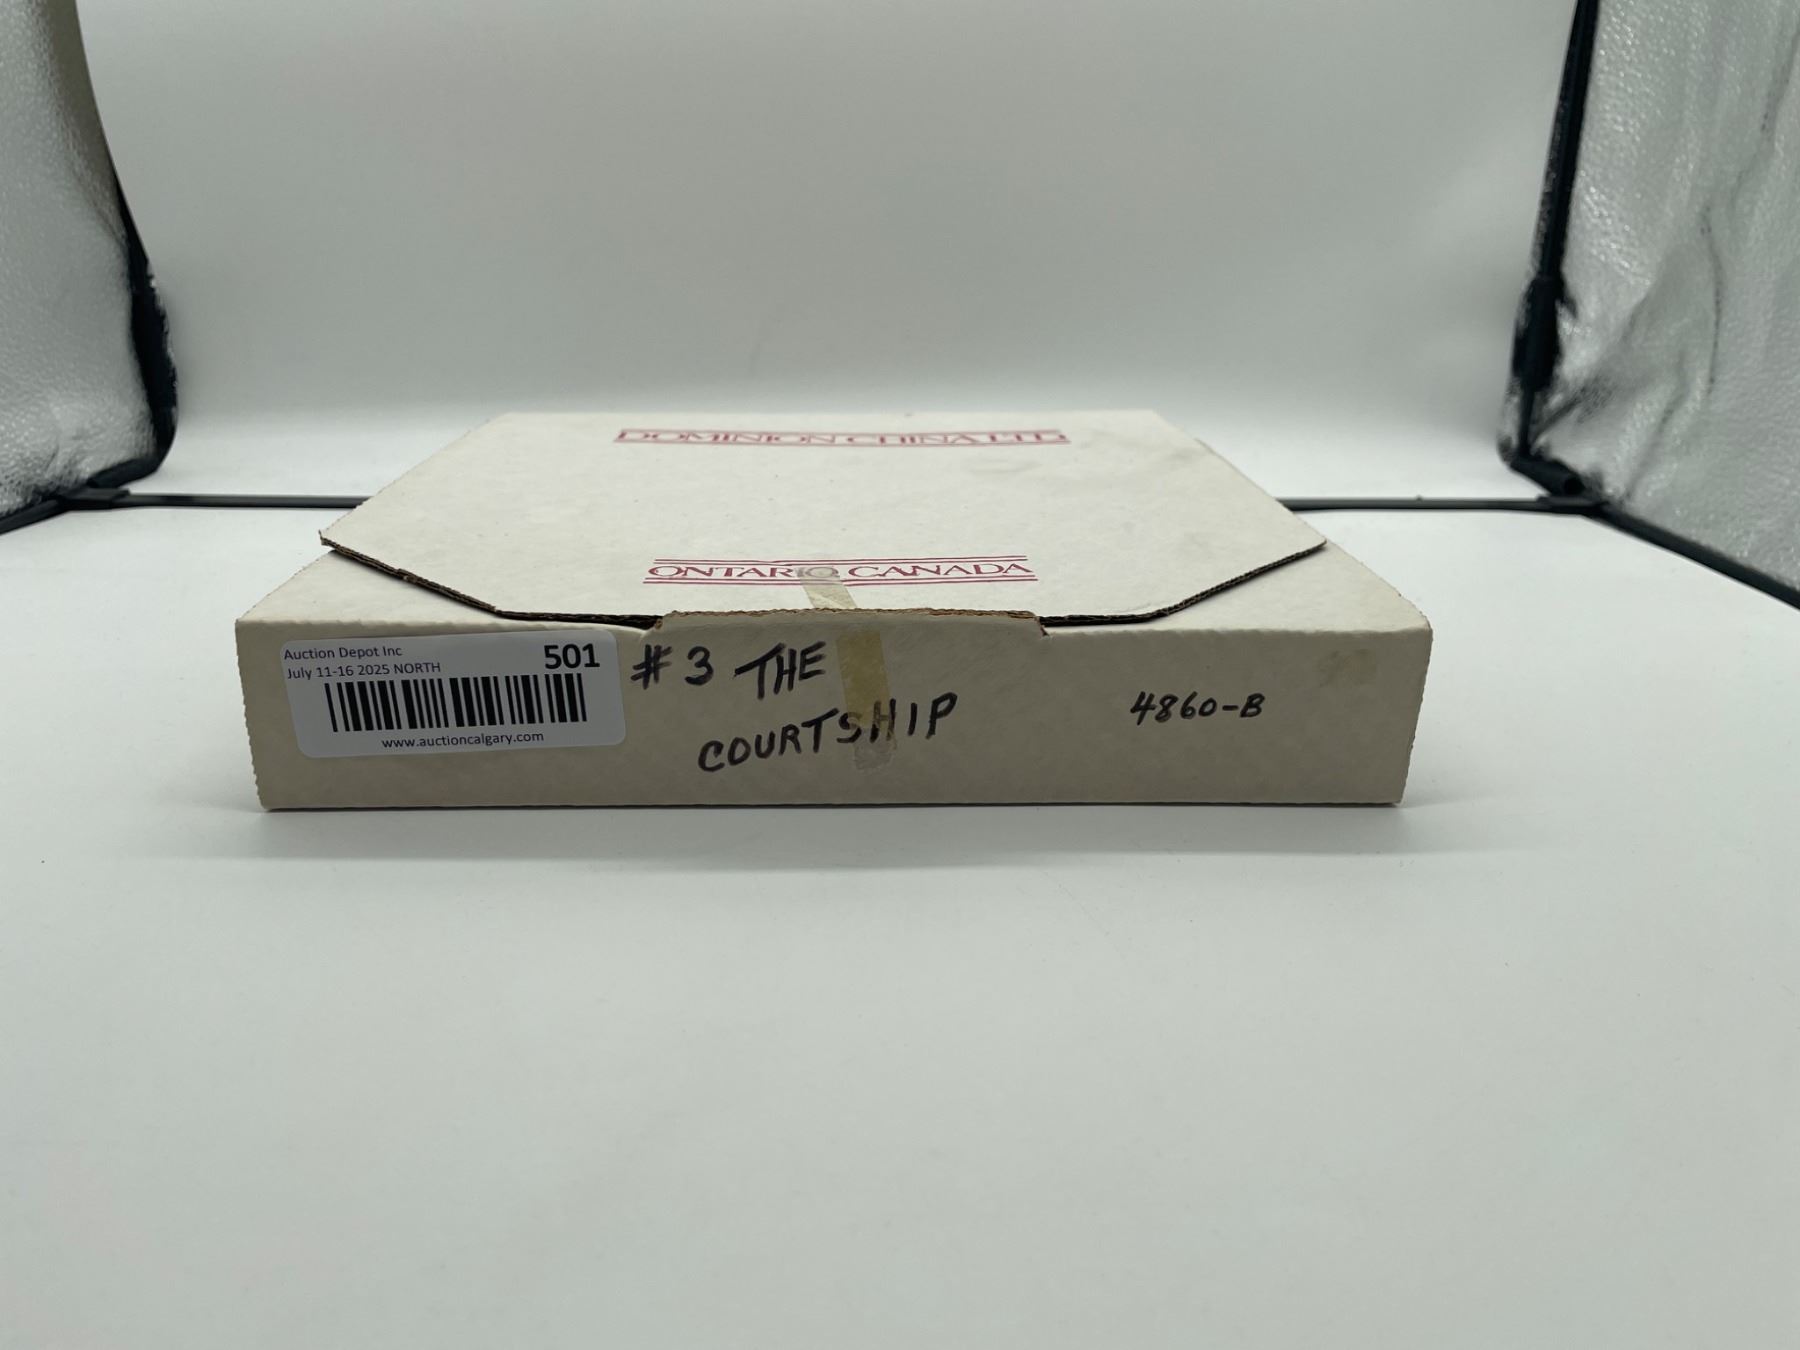 DOMINION CHINA LTD.
ONTARIO, CANADA
Auction Depot Inc
July 11-16 2025 NORTH
501
www.auctioncalgary.com
#3 THE
COURTSHIP
4860-B